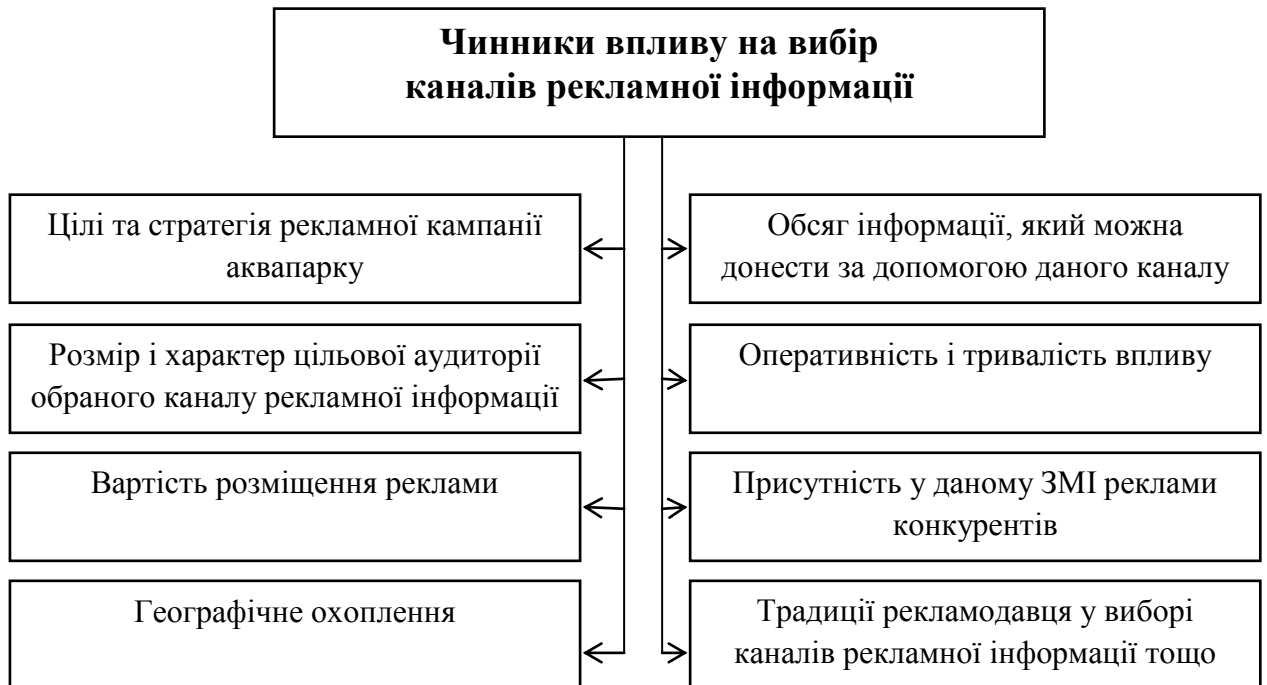 Чинники впливу на вибір
каналів рекламної інформації
Цілі та стратегія рекламної кампанії
аквапарку
Обсяг інформації, який можна
донести за допомогою даного каналу
Розмір і характер цільової аудиторії
обраного каналу рекламної інформації
Оперативність і тривалість впливу
Вартість розміщення реклами
Присутність у даному ЗМІ реклами
конкурентів
Географічне охоплення
Традиції рекламодавця у виборі
каналів рекламної інформації тощо